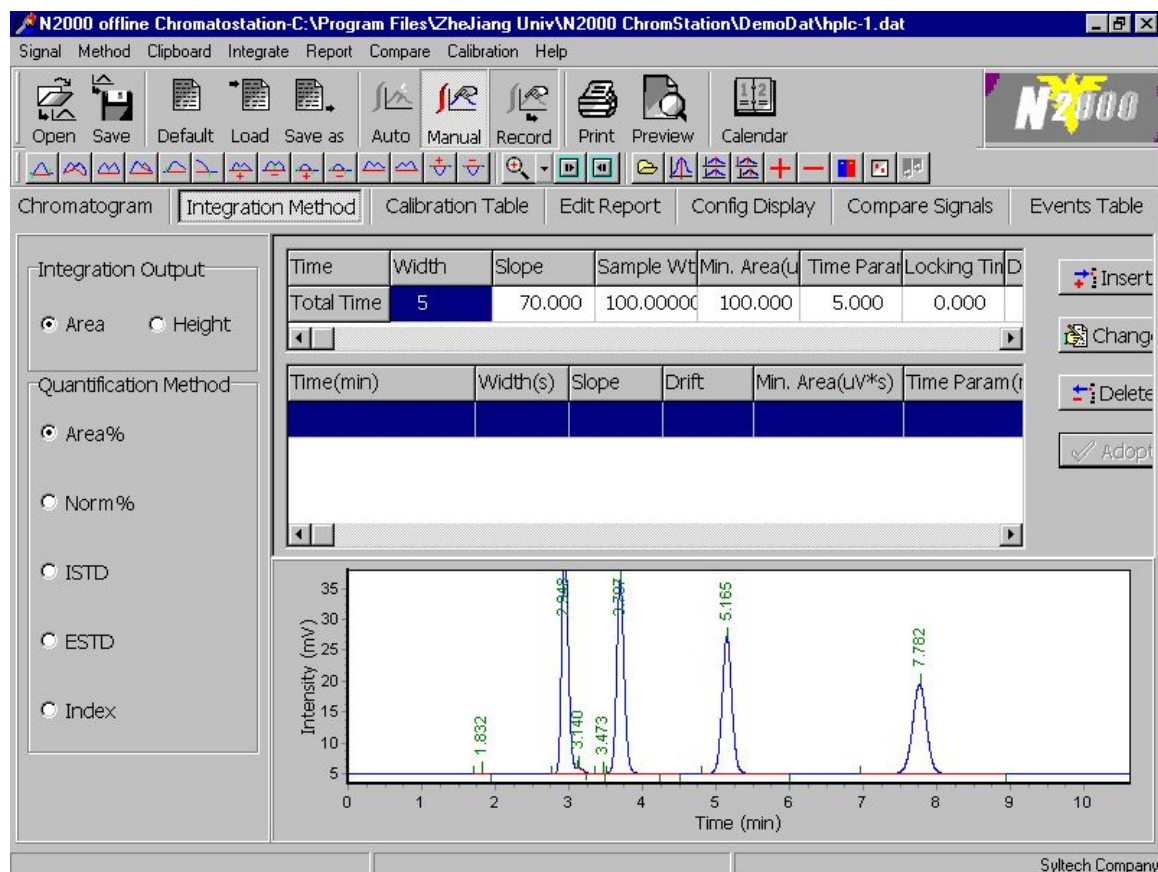 N2000 offline Chromatostation-C:\Program Files\ZheJiang Univ\N2000 ChromStation\DemoDat\hplc-1.dat
Signal Method Clipboard Integrate Report Compare Calibration Help
Open Save Default Load Save as Auto Manual Record Print Preview Calendar
N2000
Chromatogram Integration Method Calibration Table Edit Report Config Display Compare Signals Events Table
Integration Output
Area Height
Quantification Method
Area%
Norm%
ISTD
ESTD
Index
Time Width Slope Sample Wt Min. Area(u Time Parar Locking Tin D
Total Time 5 70.000 100.00000 100.000 5.000 0.000
Time(min) Width(s) Slope Drift Min. Area(uV*s) Time Param(r
Insert
Chang
Delete
Adopt
Intensity (mV)
35
30
25
20
15
10
5
1.832
2.948
3.140
3.473
5.165
7.782
0 1 2 3 4 5 6 7 8 9 10
Time (min)
Syltech Company